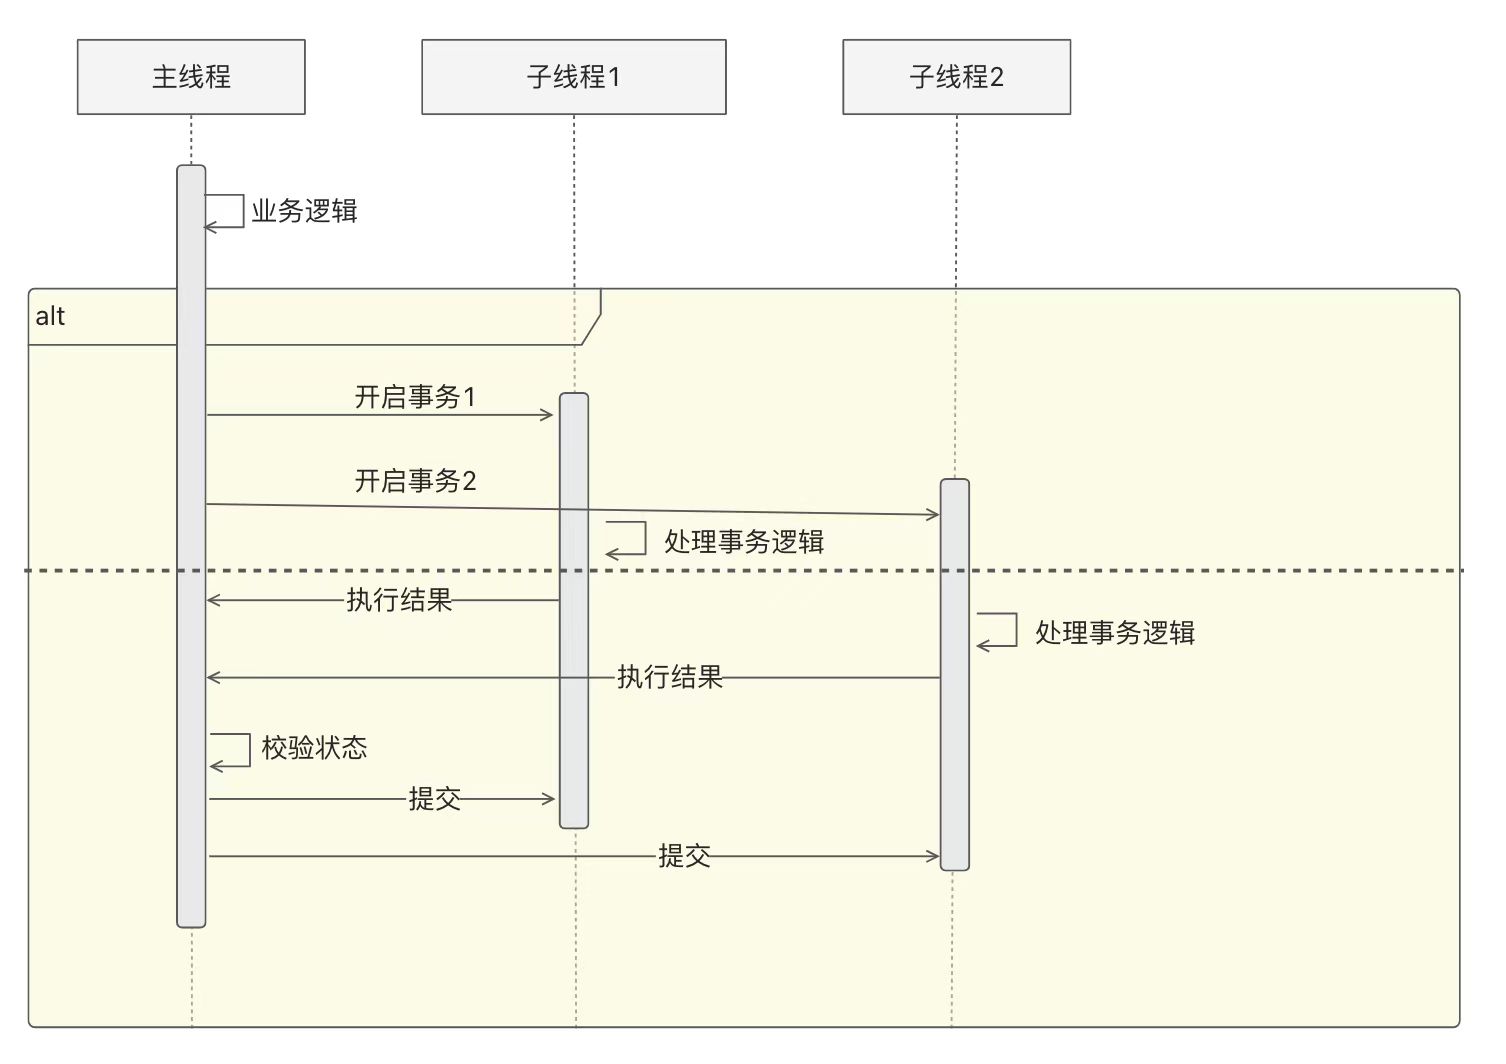 主线程
子线程1
子线程2
业务逻辑
alt
开启事务1
开启事务2
处理事务逻辑
执行结果
处理事务逻辑
执行结果
校验状态
提交
提交